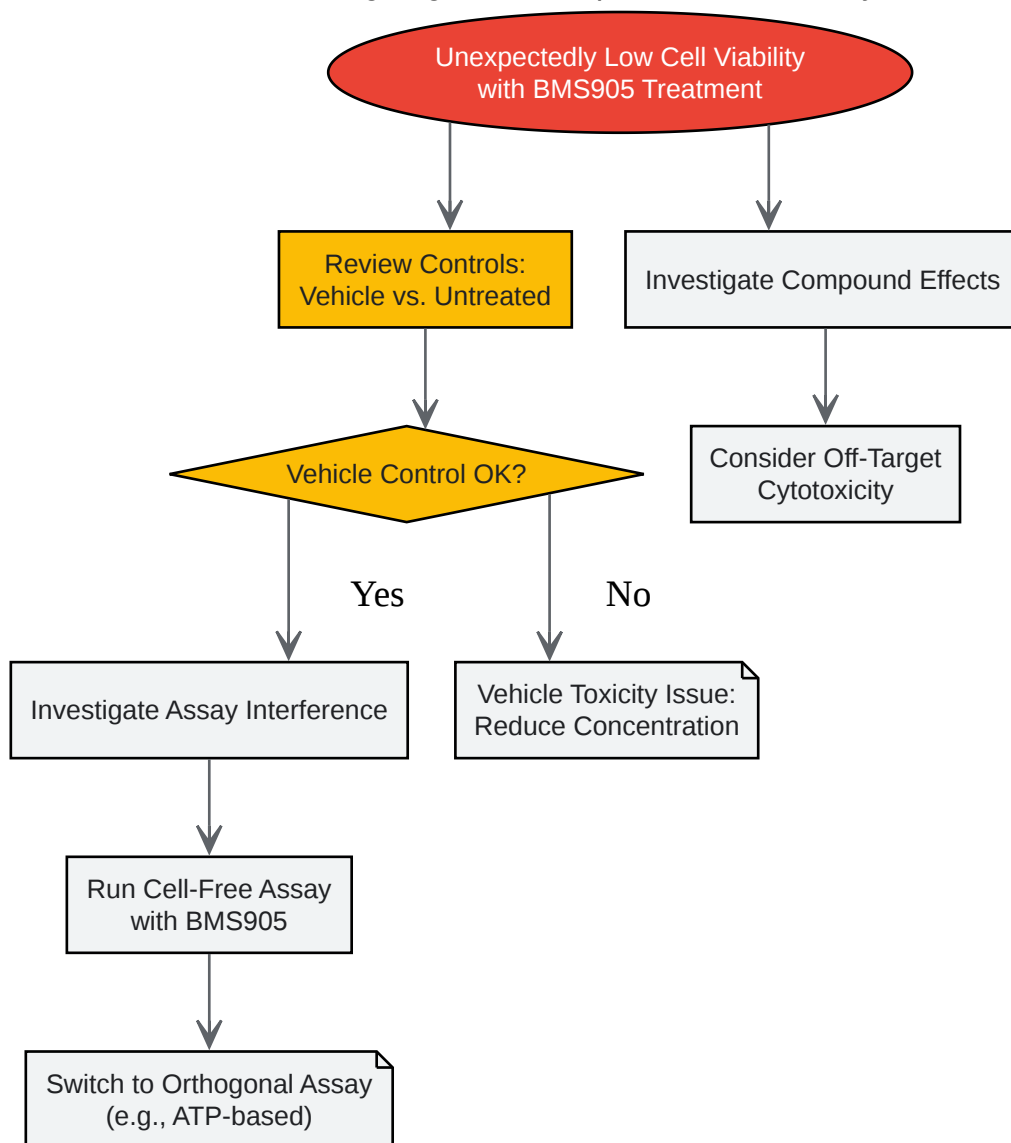 Unexpectedly Low Cell Viability
with BMS905 Treatment
Review Controls:
Vehicle vs. Untreated
Investigate Compound Effects
Vehicle Control OK?
Consider Off-Target
Cytotoxicity
Yes
No
Investigate Assay Interference
Vehicle Toxicity Issue:
Reduce Concentration
Run Cell-Free Assay
with BMS905
Switch to Orthogonal Assay
(e.g., ATP-based)